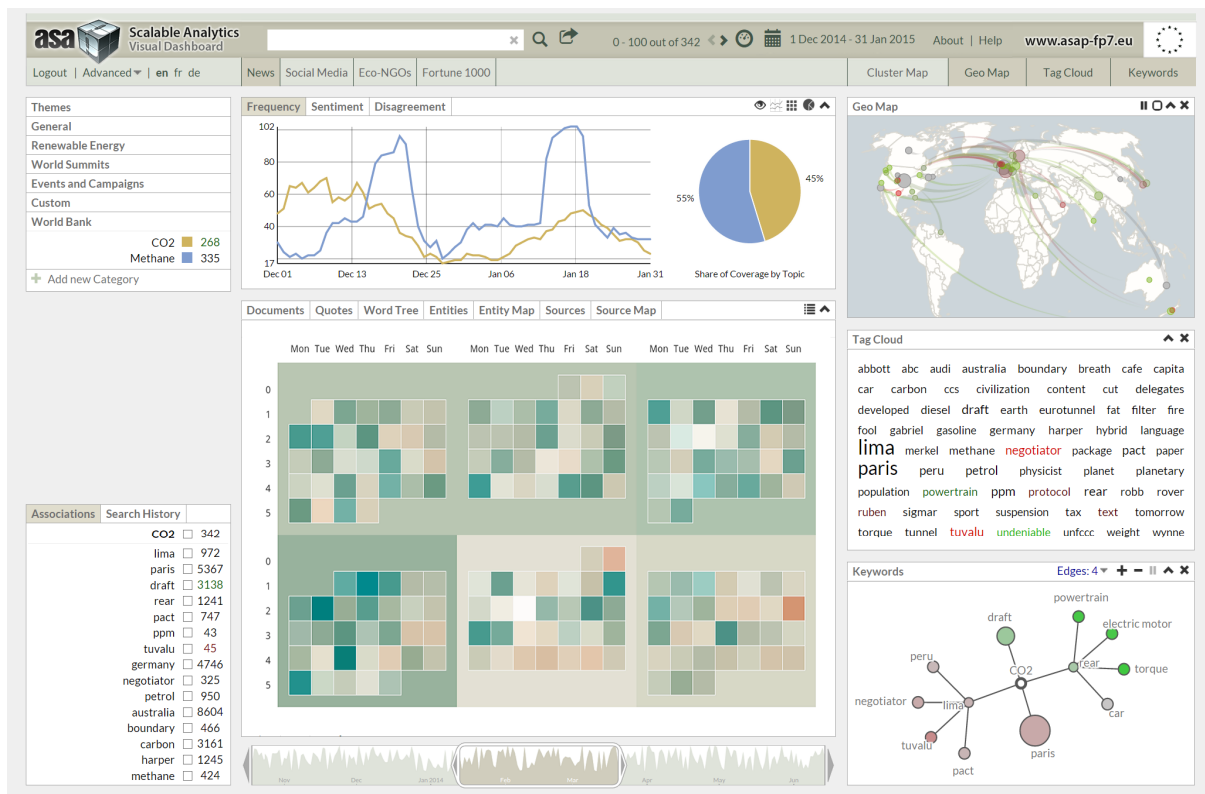 asa Scalable Analytics
Visual Dashboard
0 - 100 out of 342
1 Dec 2014 - 31 Jan 2015
About | Help
www.asap-fp7.eu
Logout | Advanced | en fr de
News Social Media Eco-NGOs Fortune 1000
Cluster Map Geo Map Tag Cloud Keywords
Themes
General
Renewable Energy
World Summits
Events and Campaigns
Custom
World Bank
CO2 268
Methane 335
Add new Category
Frequency Sentiment Disagreement
102
80
60
40
17
Dec 01 Dec 13 Dec 25 Jan 06 Jan 18 Jan 31
55%
45%
Share of Coverage by Topic
Geo Map
Documents Quotes Word Tree Entities Entity Map Sources Source Map
Mon Tue Wed Thu Fri Sat Sun Mon Tue Wed Thu Fri Sat Sun Mon Tue Wed Thu Fri Sat Sun
0
1
2
3
4
5
0
1
2
3
4
5
Nov Dec Jan 2014 Feb Mar Apr May Jun
Tag Cloud
abbott abc audi australia boundary breath cafe capita
car carbon ccs civilization content cut delegates
developed diesel draft earth eurotunnel fat filter fire
fool gabriel gasoline germany harper hybrid language
lima merkel methane negotiator package pact paper
paris peru petrol physicist planet planetary
population powertrain ppm protocol rear robb rover
ruben sigmar sport suspension tax text tomorrow
torque tunnel tuvalu undeniable unfccc weight wynne
Associations Search History
CO2 342
lima 972
paris 5367
draft 3138
rear 1241
pact 747
ppm 43
tuvalu 45
germany 4746
negotiator 325
petrol 950
australia 8604
boundary 466
carbon 3161
harper 1245
methane 424
Keywords
Edges: 4
powertrain
draft
electric motor
peru
CO2
rear
torque
negotiator
lima
car
tuvalu
paris
pact